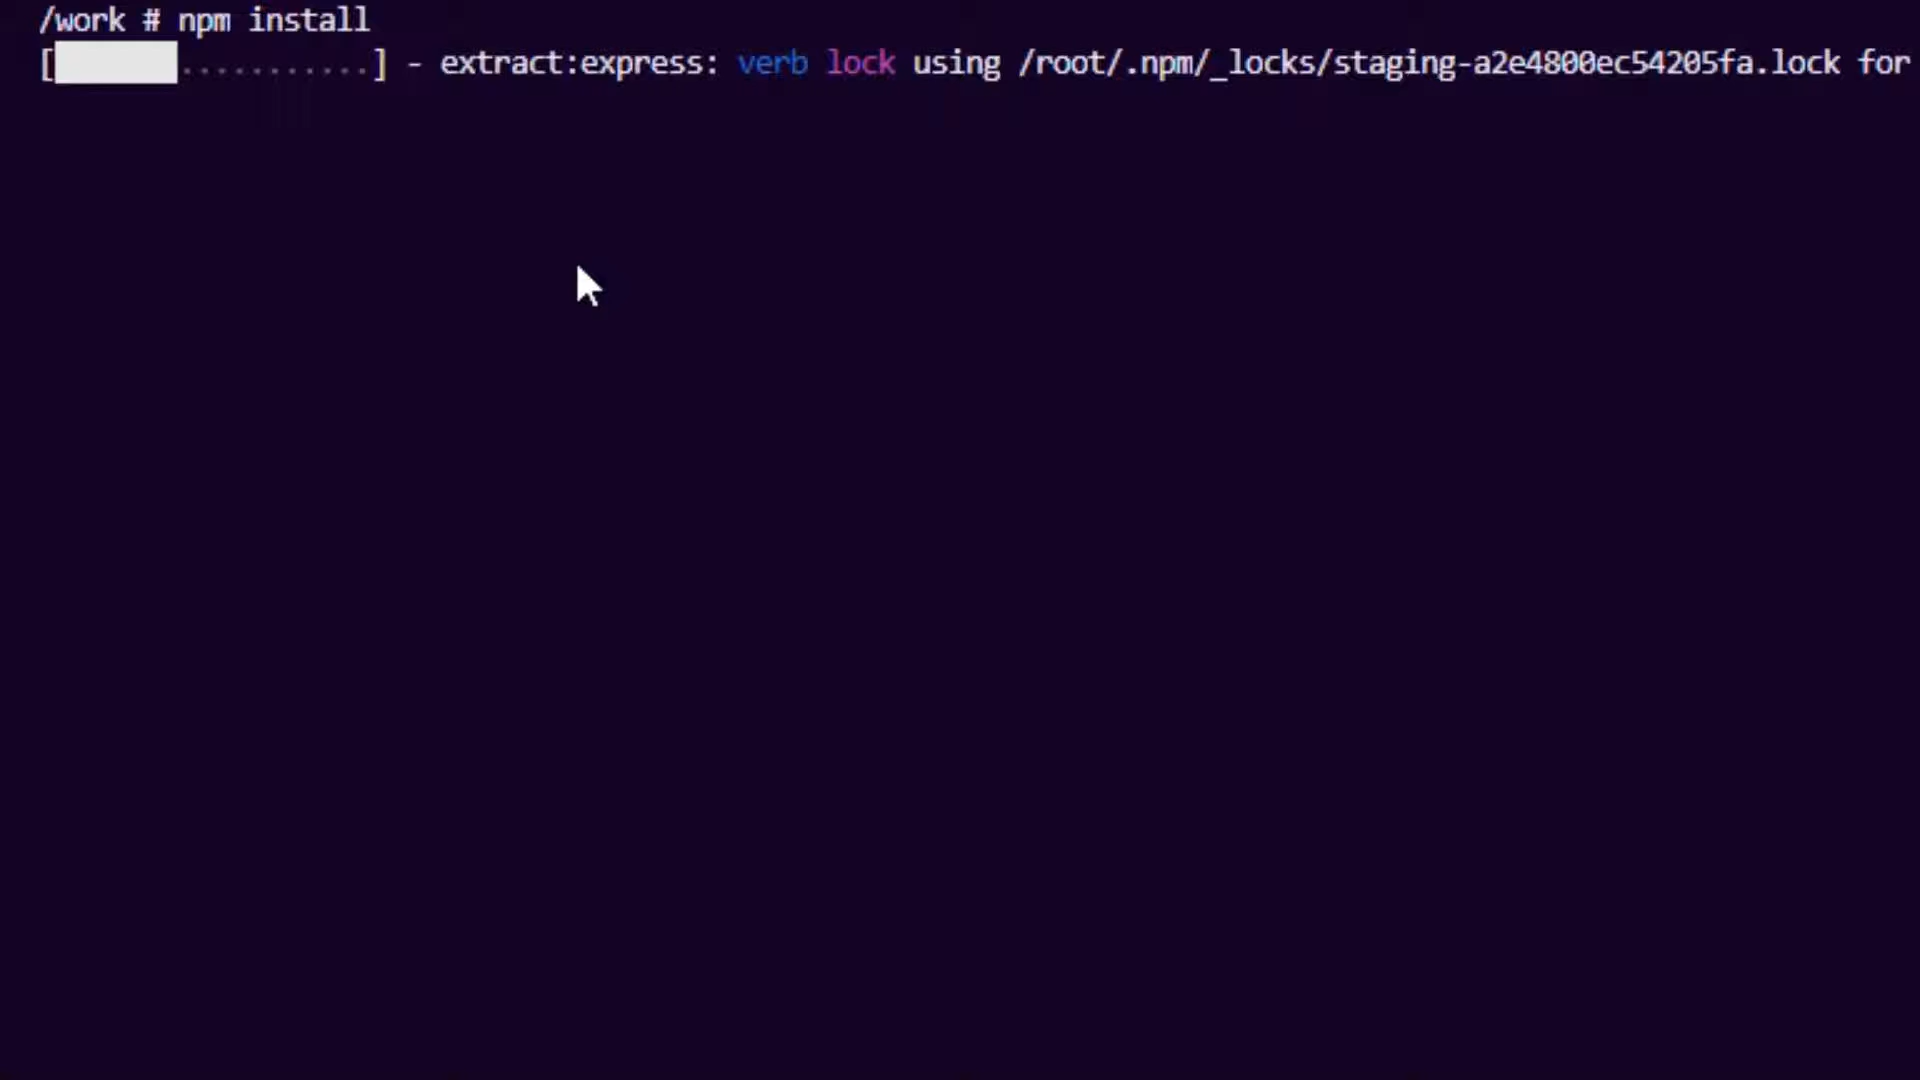 /work # npm install
[.............] - extract:express: verb lock using /root/.npm/_locks/staging-a2e4800ec54205fa.lock for